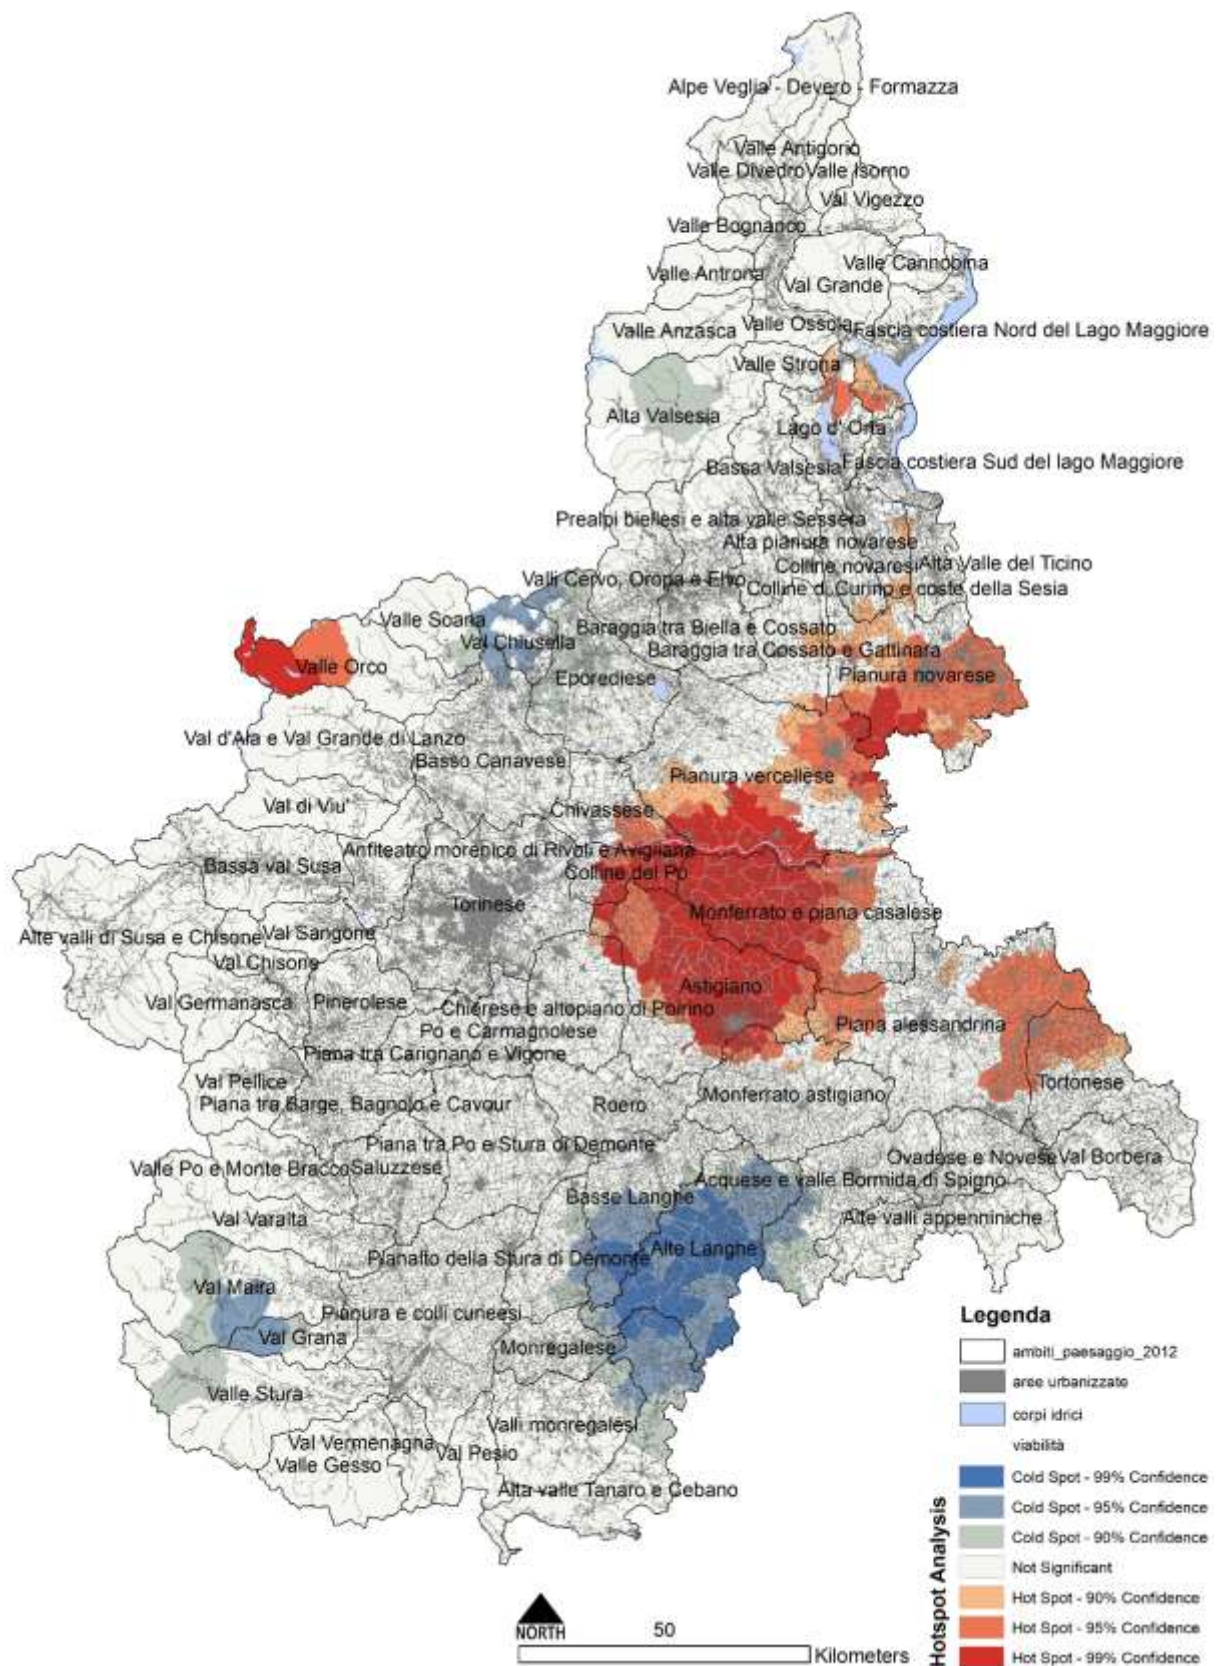 Alpe Veglia - Devero - Formazza
Valle Antigorio
Valle Divedro
Valle Isorno
Val Vigezzo
Valle Bognanco
Valle Cannobina
Valle Antrona
Val Grande
Valle Anzasca
Valle Ossola
Fascia costiera Nord del Lago Maggiore
Valle Strona
Alta Valsesia
Lago d' Orta
Bassa Valsesia
Fascia costiera Sud del lago Maggiore
Prealpi biellesi e alta valle Sessera
Alta pianura novarese
Colline novaresi
Alta Valle del Ticino
Valli Cervo, Oropa e Elvo
Colline di Curino e coste della Sesia
Valle Soana
Val Chiusella
Baraggia tra Biella e Cossato
Baraggia tra Cossato e Gattinara
Valle Orco
Eporediese
Pianura novarese
Val d'Ala e Val Grande di Lanzo
Basso Canavese
Pianura vercellese
Val di Viu'
Chivassese
Anfiteatro morenico di Rivoli e Avigliana
Bassa val Susa
Colline del Po
Torinese
Monferrato e piana casalese
Alte valli di Susa e Chisone
Val Sangone
Val Chisone
Astigiano
Val Germanasca
Pinerolese
Chierese e altopiano di Poirino
Po e Carmagnolese
Piana alessandrina
Piana tra Carignano e Vigone
Val Pellice
Tortonese
Piana tra Barge, Bagnolo e Cavour
Roero
Monferrato astigiano
Piana tra Po e Stura di Demonte
Valle Po e Monte Bracco
Saluzzese
Ovadese e Novese
Val Borbera
Acquese e valle Bormida di Spigno
Basse Langhe
Val Varaita
Alte valli appenniniche
Pianalto della Stura di Demonte
Alte Langhe
Val Maira
Pianura e colli cuneesi
Val Grana
Monregalese
Valle Stura
Valli monregalesi
Val Vermenagna
Val Pesio
Valle Gesso
Alta valle Tanaro e Cebano
Legenda
ambiti_paesaggio_2012
aree urbanizzate
corpi idrici
viabilità
Hotspot Analysis
Cold Spot - 99% Confidence
Cold Spot - 95% Confidence
Cold Spot - 90% Confidence
Not Significant
Hot Spot - 90% Confidence
Hot Spot - 95% Confidence
Hot Spot - 99% Confidence
NORTH
50
Kilometers